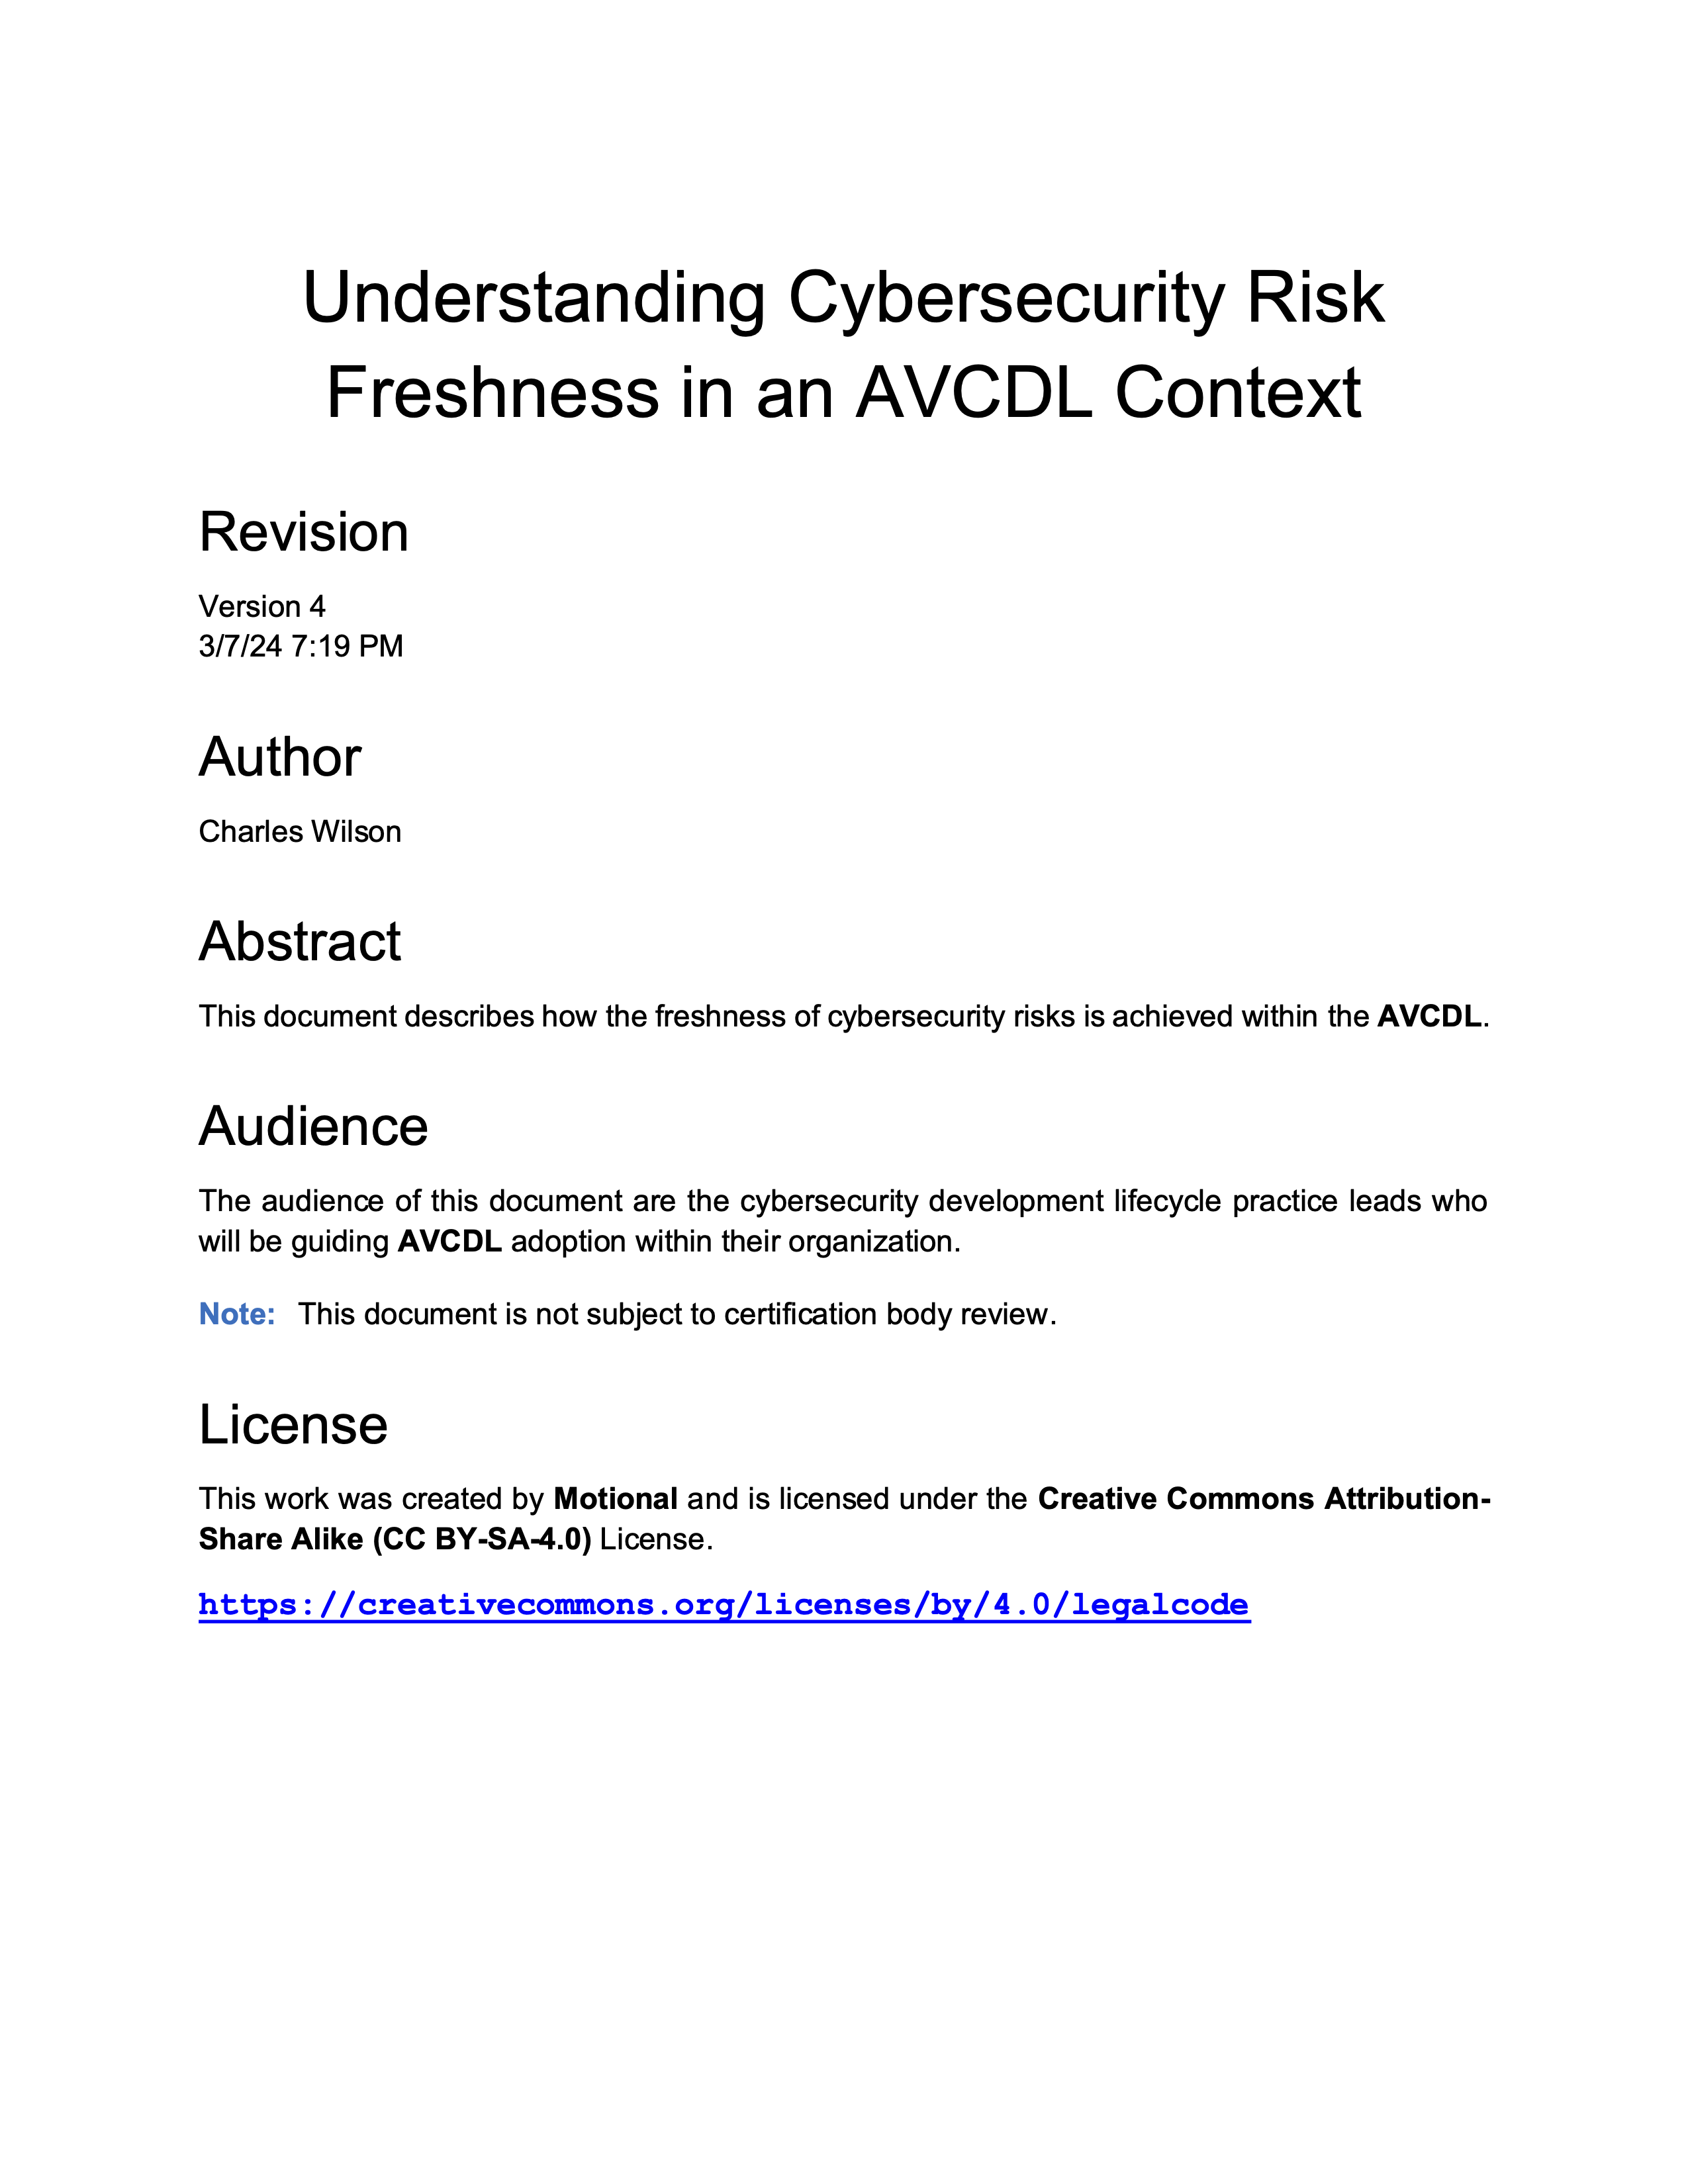 Understanding Cybersecurity Risk
Freshness in an AVCDL Context
Revision
Version 4
3/7/24 7:19 PM
Author
Charles Wilson
Abstract
This document describes how the freshness of cybersecurity risks is achieved within the AVCDL.
Audience
The audience of this document are the cybersecurity development lifecycle practice leads who
will be guiding AVCDL adoption within their organization.
Note: This document is not subject to certification body review.
License
This work was created by Motional and is licensed under the Creative Commons Attribution-
Share Alike (CC BY-SA-4.0) License.
https://creativecommons.org/licenses/by/4.0/legalcode